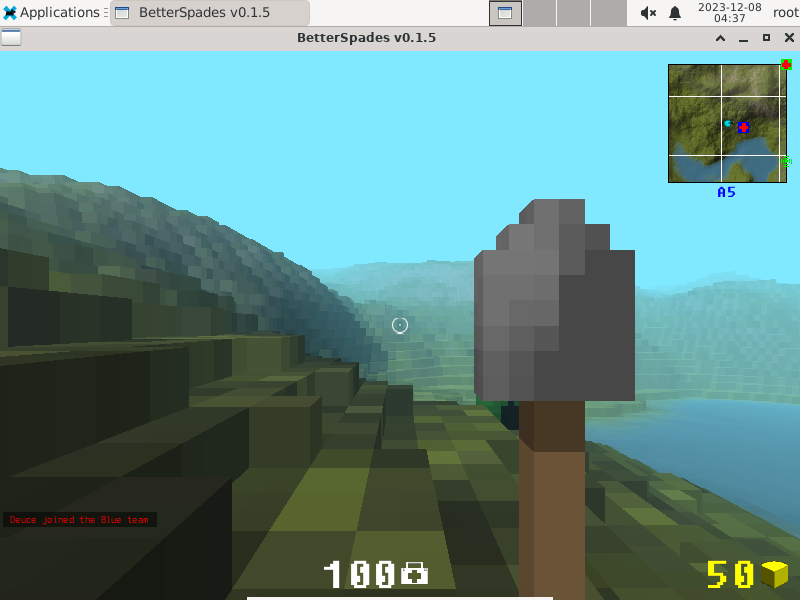 Applications
BetterSpades v0.1.5
2023-12-08
04:37
root
BetterSpades v0.1.5
A5
Deuce joined the Blue team
100
50